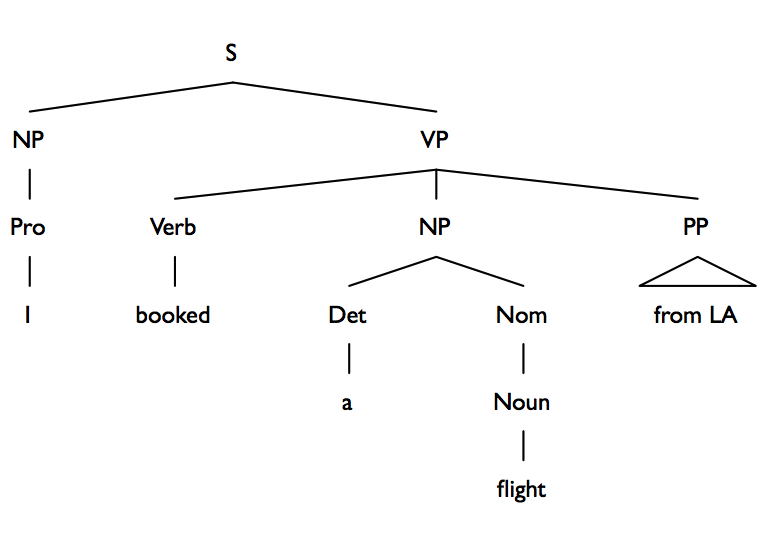 S
NP VP
Pro Verb NP PP
I booked Det Nom from LA
a Noun
flight